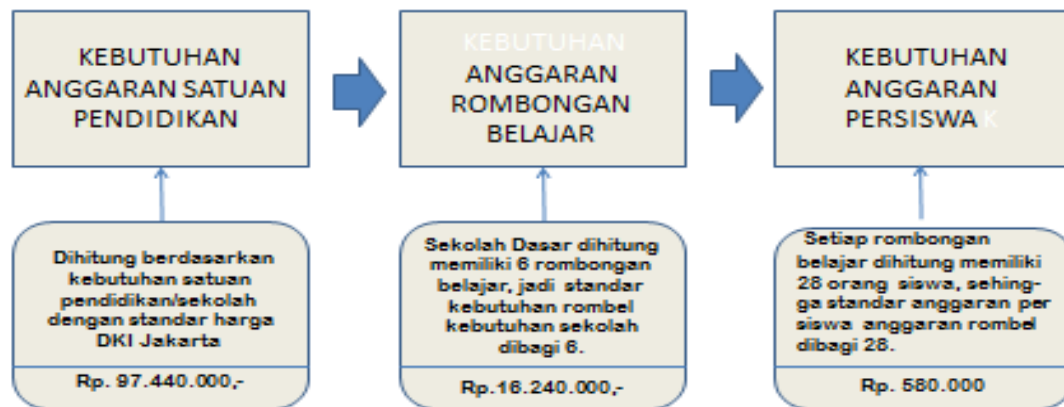 KEBUTUHAN
ANGGARAN SATUAN
PENDIDIKAN
KEBUTUHAN
ANGGARAN
ROMBONGAN
BELAJAR
KEBUTUHAN
ANGGARAN
PERSISWA K
Dihitung berdasarkan
kebutuhan satuan
pendidikan/sekolah
dengan standar harga
DKI Jakarta
Rp. 97.440.000,-
Sekolah Dasar dihitung
memiliki 6 rombongan
belajar, jadi standar
kebutuhan rombel
kebutuhan sekolah
dibagi 6.
Rp.16.240.000,-
Setiap rombongan
belajar dihitung memiliki
28 orang siswa, sehing-
ga standar anggaran per
siswa anggaran rombel
dibagi 28.
Rp. 580.000